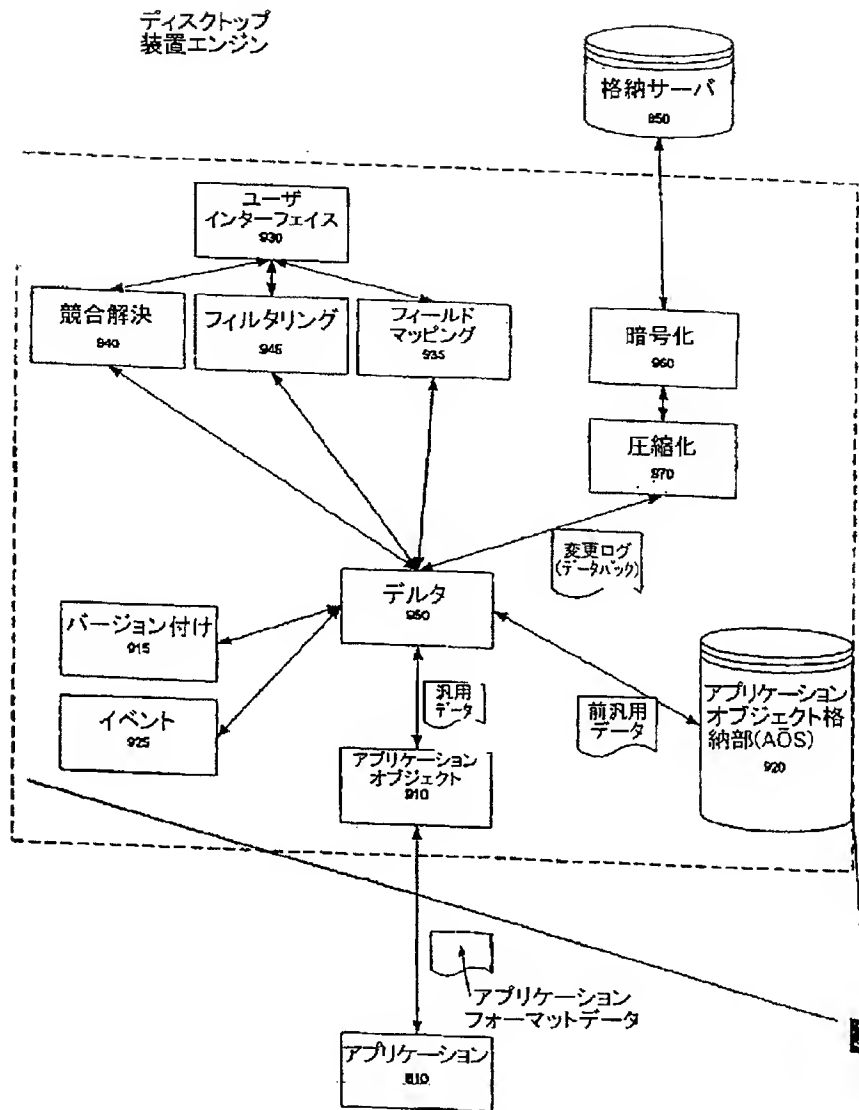 ディスクトップ
装置エンジン
格納サーバ
850
ユーザ
インターフェイス
930
競合解決
940
フィルタリング
945
フィールド
マッピング
935
暗号化
960
圧縮化
970
変更ログ
(データパック)
デルタ
950
バージョン付け
915
イベント
925
汎用
データ
前汎用
データ
アプリケーション
オブジェクト格
納部(AOS)
920
アプリケーション
オブジェクト
910
アプリケーション
フォーマットデータ
アプリケーション
810